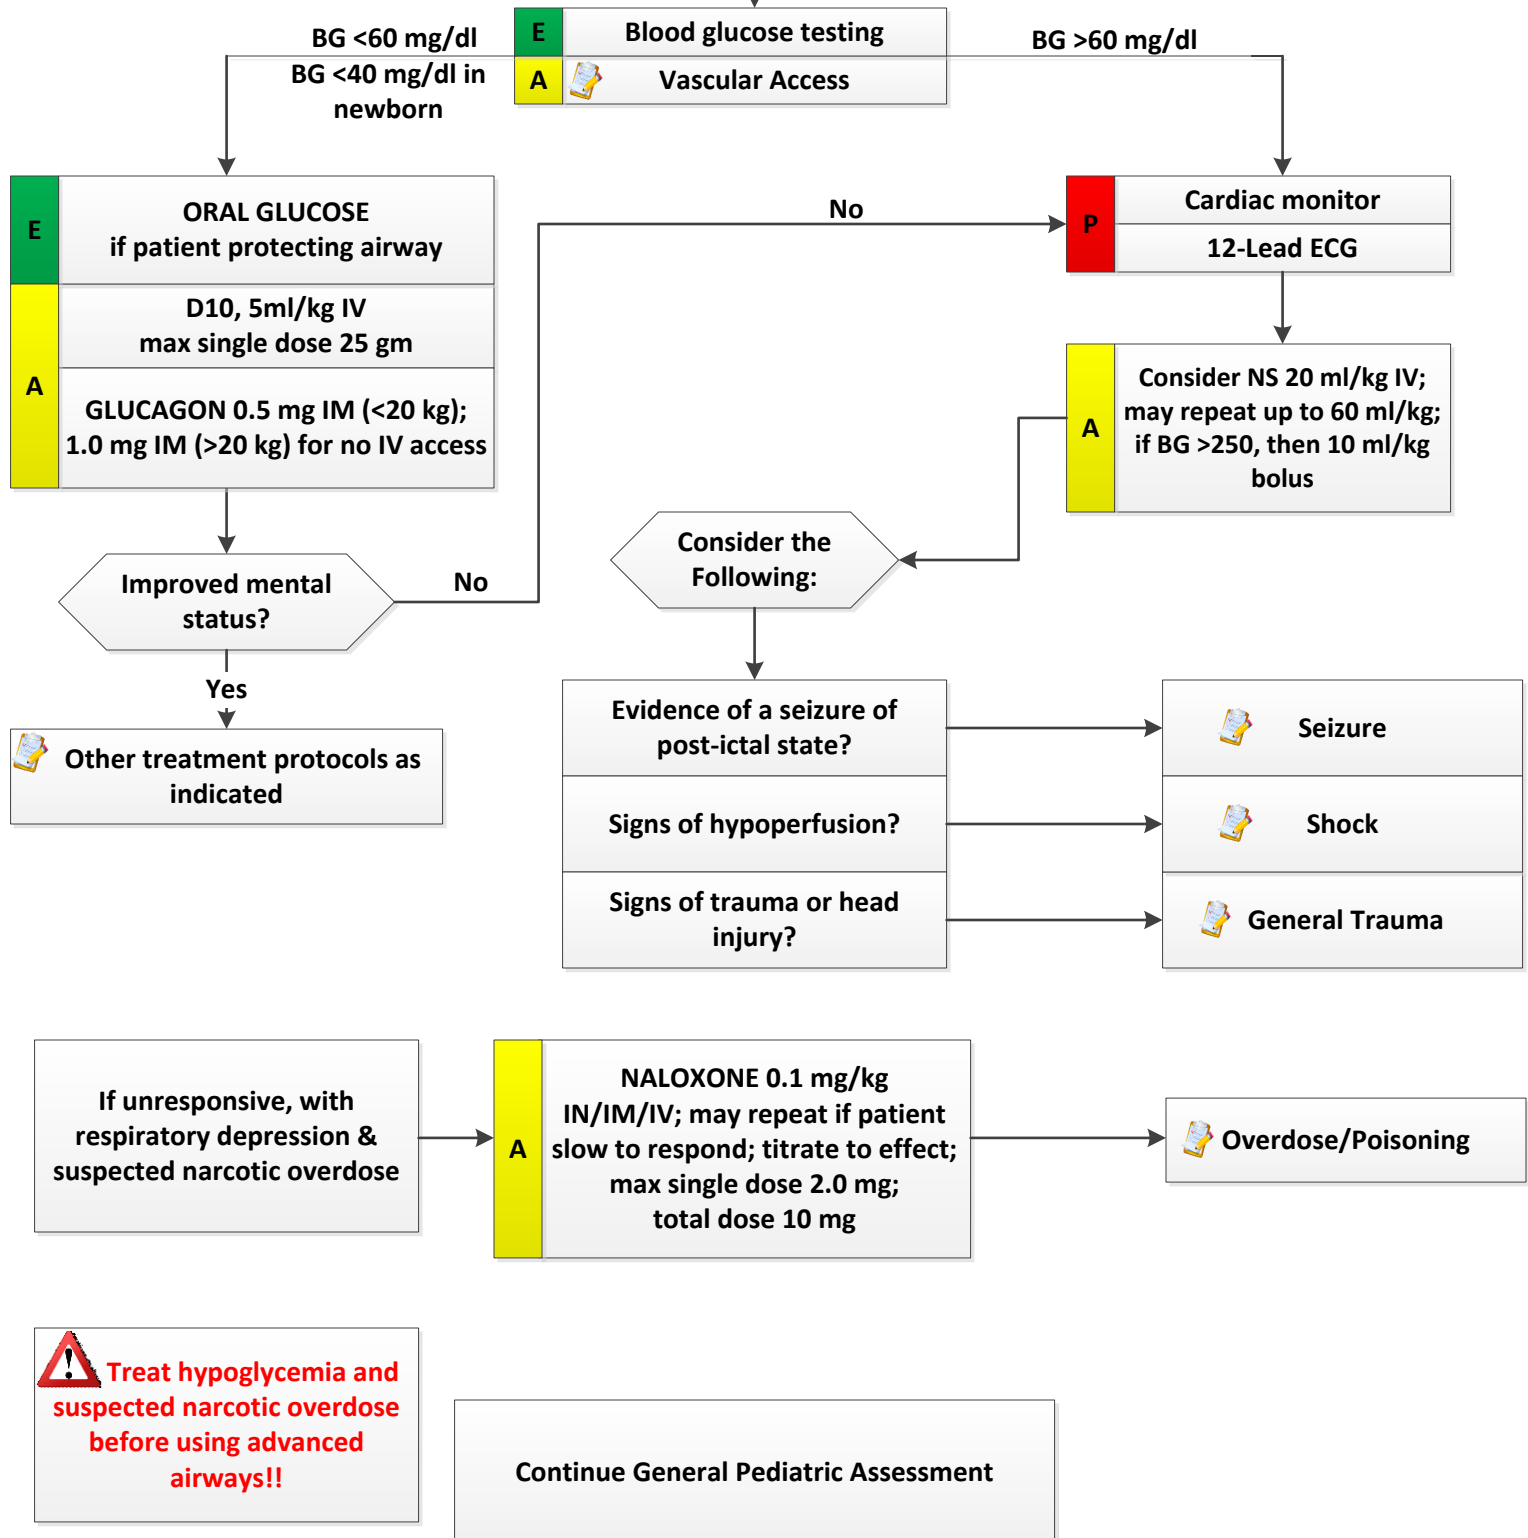 BG <60 mg/dl
BG <40 mg/dl in
newborn
E
Blood glucose testing
A
Vascular Access
BG >60 mg/dl
E
ORAL GLUCOSE
if patient protecting airway
A
D10, 5ml/kg IV
max single dose 25 gm
GLUCAGON 0.5 mg IM (<20 kg);
1.0 mg IM (>20 kg) for no IV access
No
P
Cardiac monitor
12-Lead ECG
A
Consider NS 20 ml/kg IV;
may repeat up to 60 ml/kg;
if BG >250, then 10 ml/kg
bolus
Improved mental
status?
No
Yes
Other treatment protocols as
indicated
Consider the
Following:
Evidence of a seizure of
post-ictal state?
Seizure
Signs of hypoperfusion?
Shock
Signs of trauma or head
injury?
General Trauma
If unresponsive, with
respiratory depression &
suspected narcotic overdose
A
NALOXONE 0.1 mg/kg
IN/IM/IV; may repeat if patient
slow to respond; titrate to effect;
max single dose 2.0 mg;
total dose 10 mg
Overdose/Poisoning
Treat hypoglycemia and
suspected narcotic overdose
before using advanced
airways!!
Continue General Pediatric Assessment